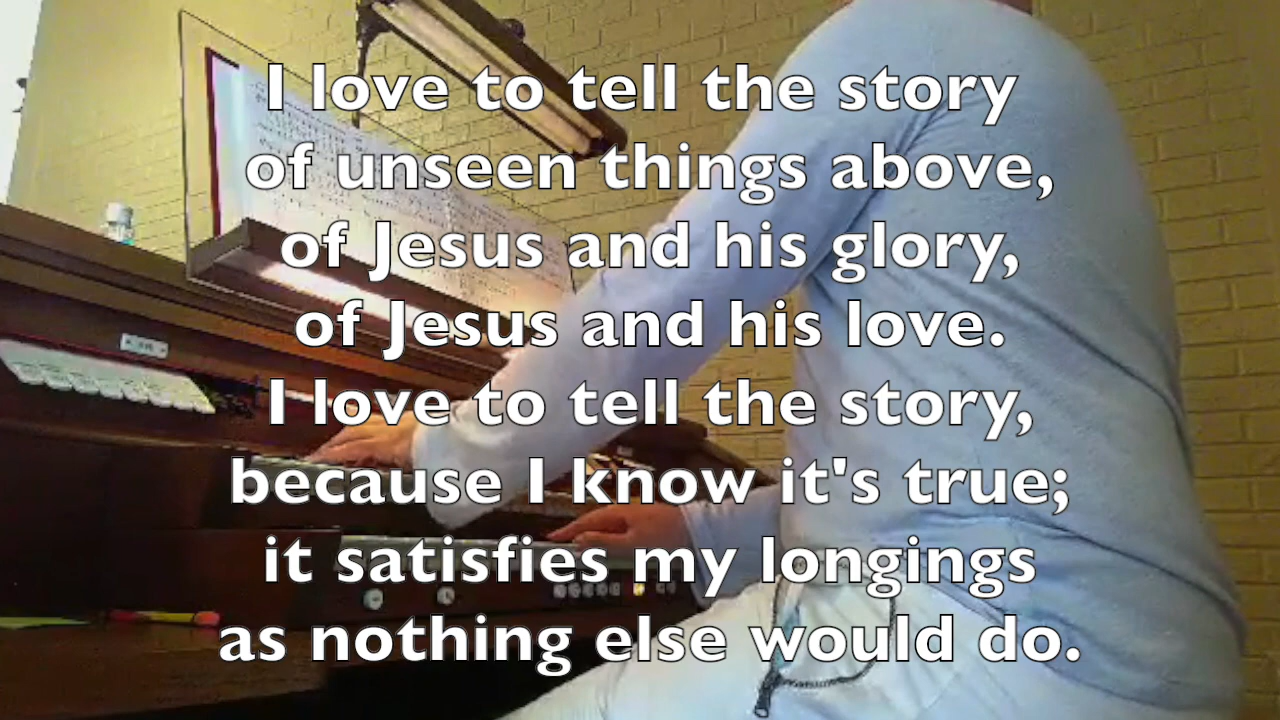 I love to tell the story
of unseen things above,
of Jesus and his glory,
of Jesus and his love.
I love to tell the story,
because I know it's true;
it satisfies my longings
as nothing else would do.